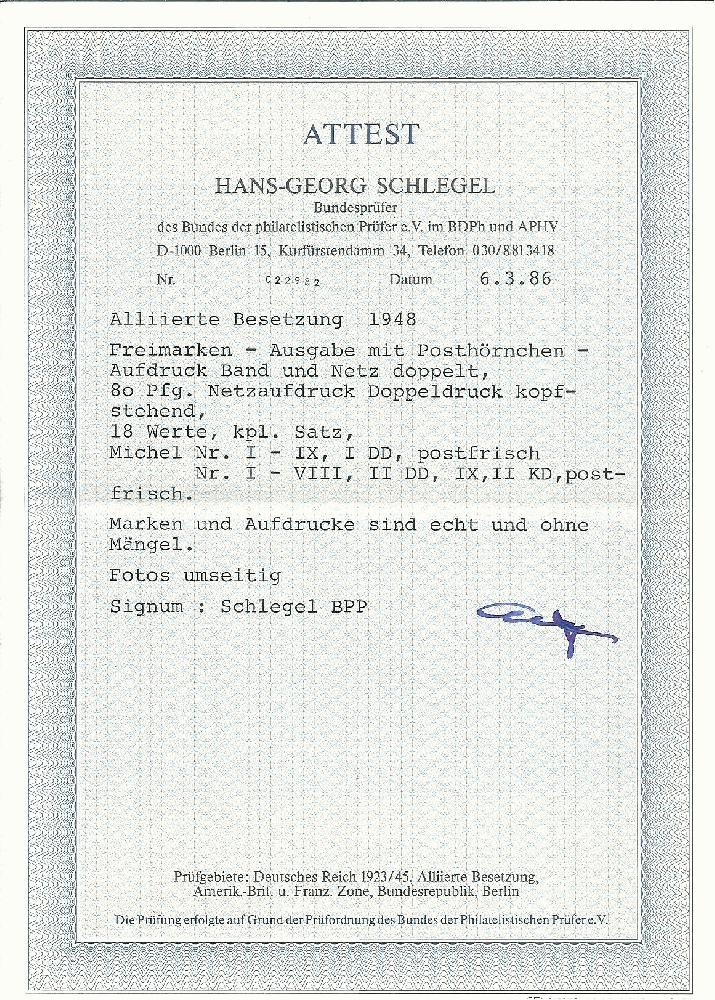 ATTEST
HANS-GEORG SCHLEGEL
Bundesprüfer
des Bundes der philatelistischen Prüfer e.V. im BDPh und APHV
D-1000 Berlin 15, Kurfürstendamm 34, Telefon 030/8813418
Nr. 022982 Datum 6.3.86
Alliierte Besetzung 1948
Freimarken - Ausgabe mit Posthörnchen -
Aufdruck Band und Netz doppelt,
80 Pfg. Netzaufdruck Doppeldruck kopf-
stehend,
18 Werte, kpl. Satz,
Michel Nr. I - IX, I DD, postfrisch
Nr. I - VIII, II DD, IX,II KD,post-
frisch.
Marken und Aufdrucke sind echt und ohne
Mängel.
Fotos umseitig
Signum : Schlegel BPP
Prüfgebiete: Deutsches Reich 1923/45, Alliierte Besetzung,
Amerik.-Brit. u. Franz. Zone, Bundesrepublik, Berlin
Die Prüfung erfolgte auf Grund der Prüfordnung des Bundes der Philatelistischen Prüfer e.V.